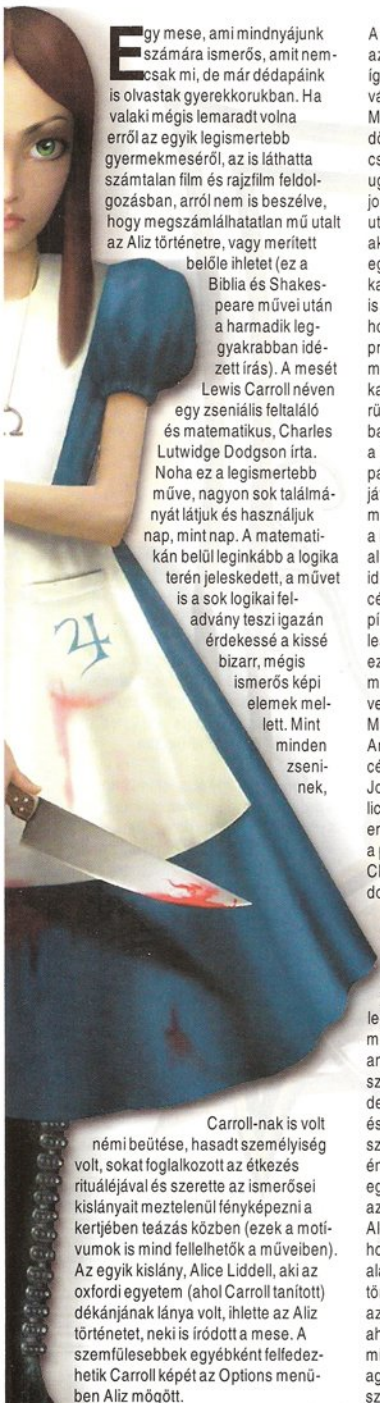 Egy mese, ami mindnyájunk
számára ismerős, amit nem-
csak mi, de már dédapáink
is olvastak gyerekkorukban. Ha
valaki mégis lemaradt volna
erről az egyik legismertebb
gyermekmeséről, az is láthatta
számtalan film és rajzfilm feldol-
gozásban, arról nem is beszélve,
hogy megszámlálhatatlan mű utalt
az Aliz történetre, vagy merített
belőle ihletet (ez a
Biblia és Shakes-
peare művei után
a harmadik leg-
gyakrabban idé-
zett írás). A mesét
Lewis Carroll néven
egy zseniális feltaláló
és matematikus, Charles
Lutwidge Dodgson írta.
Noha ez a legismertebb
műve, nagyon sok találmá-
nyát látjuk és használjuk
nap, mint nap. A matemati-
kán belül leginkább a logika
terén jeleskedett, a művet
is a sok logikai fel-
advány teszi igazán
érdekessé a kissé
bizarr, mégis
ismerős képi
elemek mel-
lett. Mint
minden
zseni-
nek,
Carroll-nak is volt
némi beütése, hasadt személyiség
volt, sokat foglalkozott az étkezés
rituáléjával és szerette az ismerősei
kislányait meztelenül fényképezni a
kertjében teázás közben (ezek a motí-
vumok is mind fellelhetők a műveiben).
Az egyik kislány, Alice Liddell, aki az
oxfordi egyetem (ahol Carroll tanított)
dékánjának lánya volt, ihlette az Aliz
történetet, neki is íródott a mese. A
szemfülesebbek egyébként felfedez-
hetik Carroll képét az Options menü-
ben Aliz mögött.